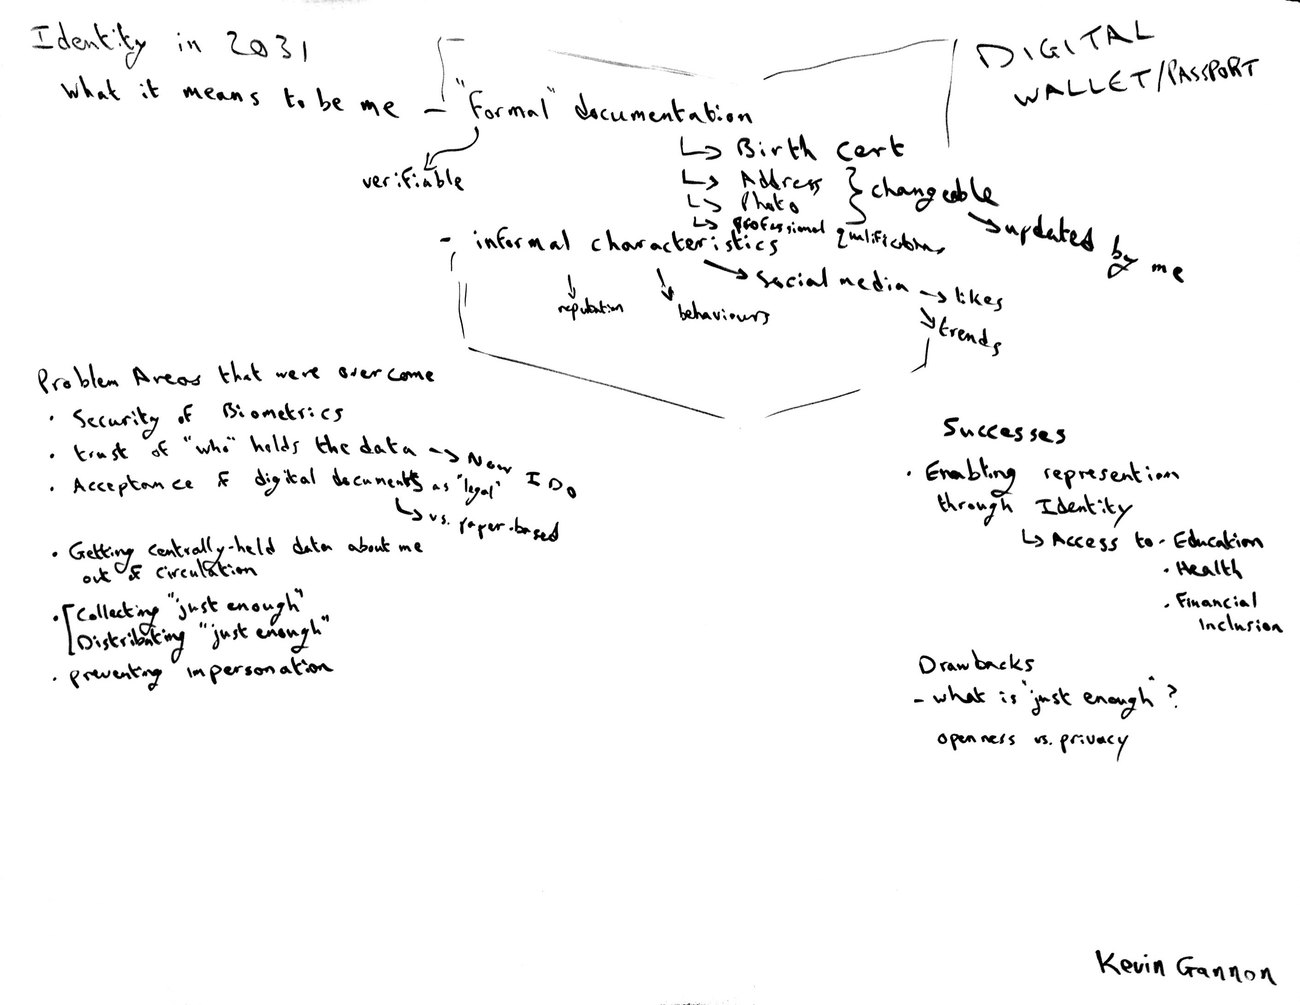 Identity in 2031
What it means to be me - "Formal" documentation
DIGITAL
WALLET/PASSPORT
verifiable
↳ Birth cert
↳ Address } changeable
↳ Photo
↳ professional qualifications
→ updated by me
- informal characteristics
→ social media → likes
→ trends
reputation
behaviours
Problem Areas that were overcome
· Security of Biometrics
· trust of "who" holds the data → Now I Do
· Acceptance of digital documents as "legal"
↳ vs. paper-based
· Getting centrally-held data about me
out of circulation
· [Collecting "just enough"
Distributing "just enough"
· preventing impersonation
Successes
· Enabling represention
through Identity
↳ Access to - Education
· Health
· Financial
Inclusion
Drawbacks
- what is "just enough"?
openness vs. privacy
Kevin Gannon